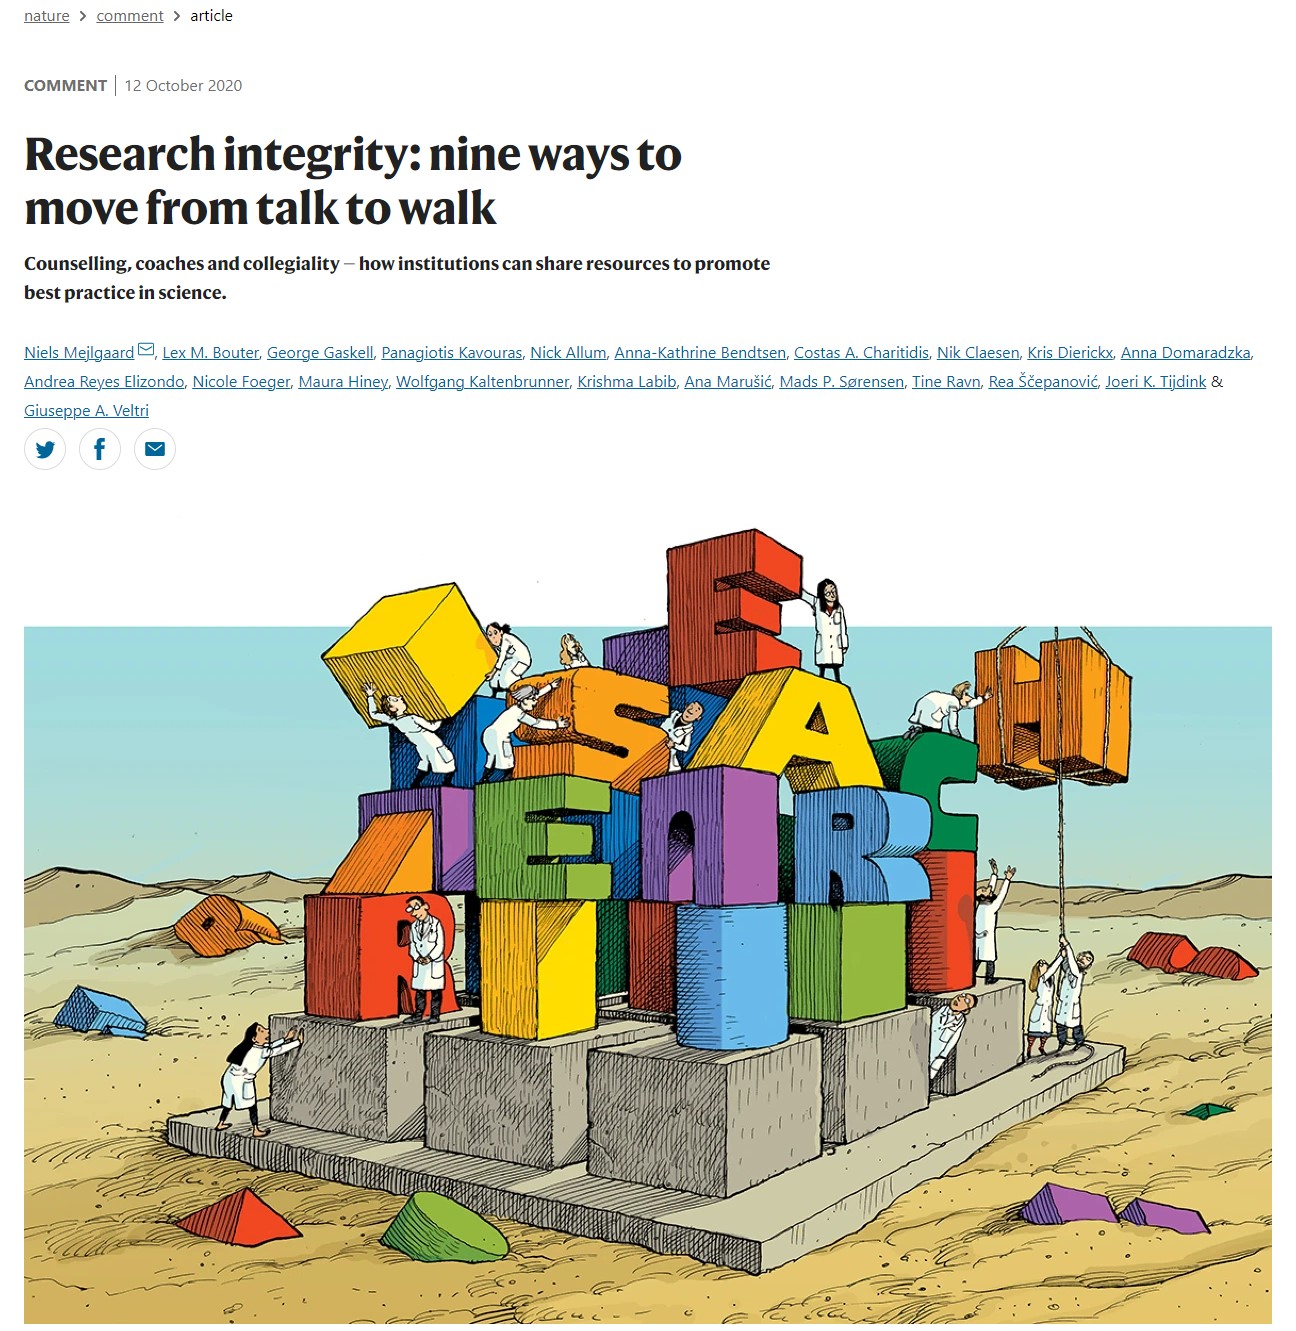 nature > comment > article
COMMENT | 12 October 2020
Research integrity: nine ways to
move from talk to walk
Counselling, coaches and collegiality — how institutions can share resources to promote
best practice in science.
Niels Mejlgaard, Lex M. Bouter, George Gaskell, Panagiotis Kavouras, Nick Allum, Anna-Kathrine Bendtsen, Costas A. Charitidis, Nik Claesen, Kris Dierickx, Anna Domaradzka,
Andrea Reyes Elizondo, Nicole Foeger, Maura Hiney, Wolfgang Kaltenbrunner, Krishma Labib, Ana Marušić, Mads P. Sørensen, Tine Ravn, Rea Ščepanović, Joeri K. Tijdink &
Giuseppe A. Veltri
E
S A H
C
E R
R